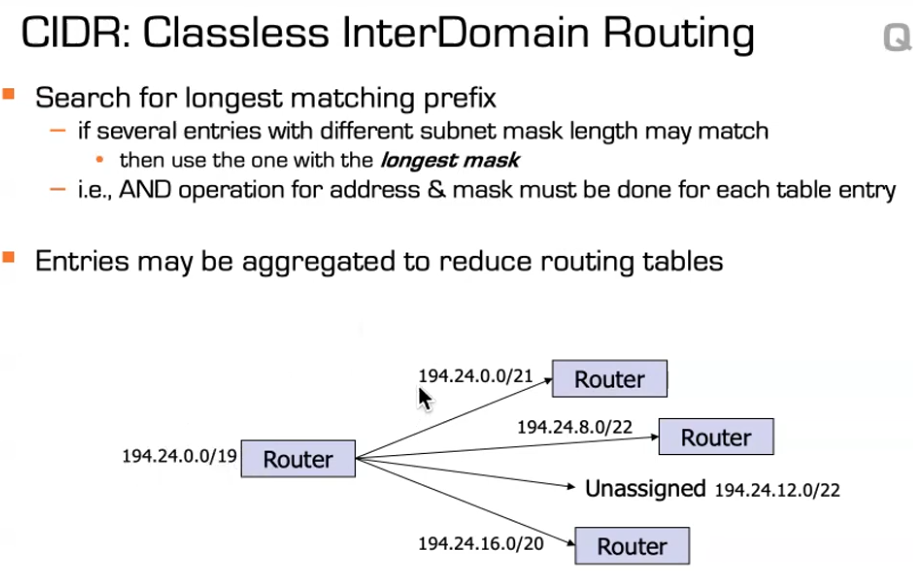 CIDR: Classless InterDomain Routing
Q
Search for longest matching prefix
– if several entries with different subnet mask length may match
• then use the one with the longest mask
– i.e., AND operation for address & mask must be done for each table entry
Entries may be aggregated to reduce routing tables
194.24.0.0/21
Router
194.24.8.0/22
Router
194.24.0.0/19
Router
Unassigned 194.24.12.0/22
194.24.16.0/20
Router